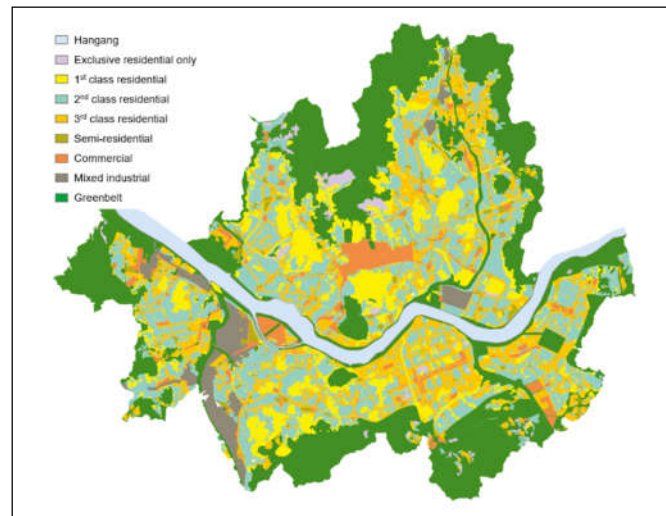 Hangang
Exclusive residential only
1st class residential
2nd class residential
3rd class residential
Semi-residential
Commercial
Mixed industrial
Greenbelt